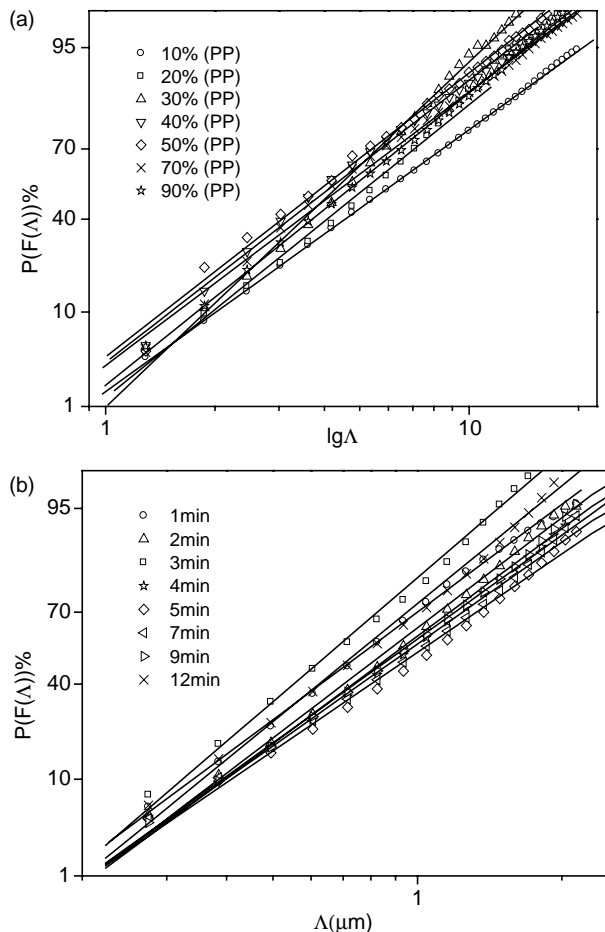 (a)
95
70
40
10
1
P(F(Λ))%
10% (PP)
20% (PP)
30% (PP)
40% (PP)
50% (PP)
70% (PP)
90% (PP)
1
10
lgΛ
(b)
95
70
40
10
1
P(F(Λ))%
1min
2min
3min
4min
5min
7min
9min
12min
1
Λ(μm)